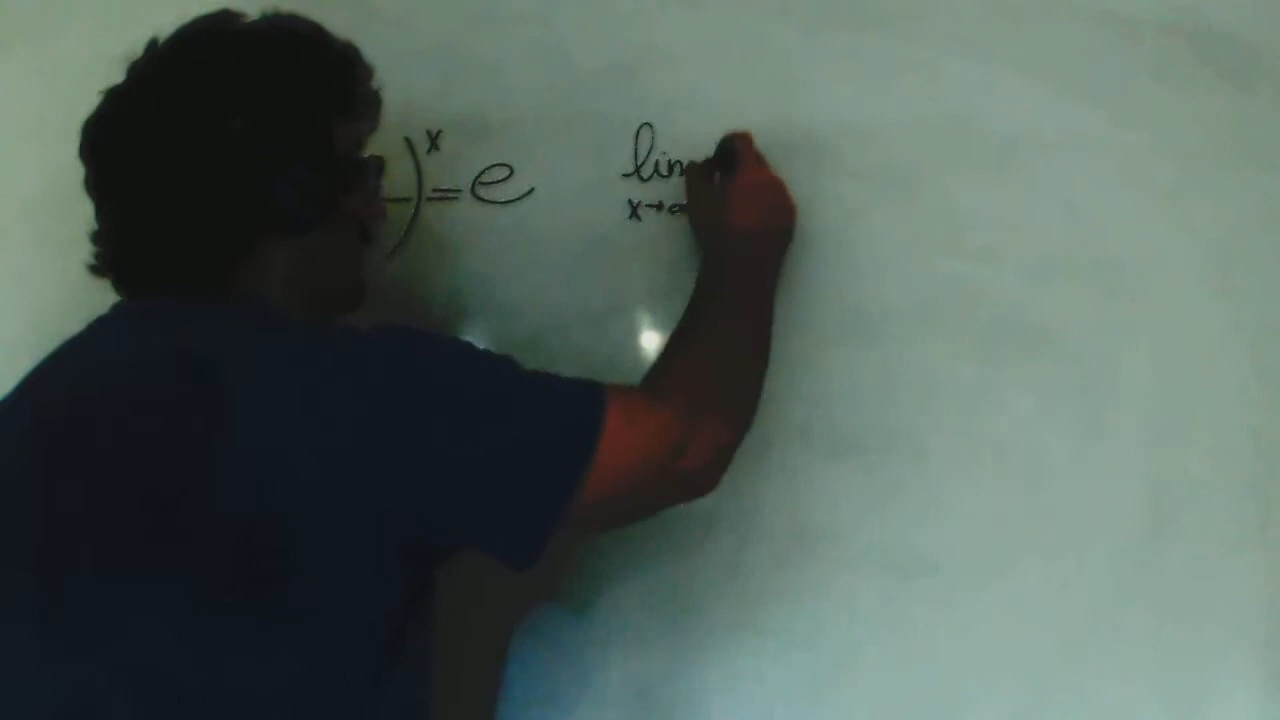 —)^x = e lim
x→